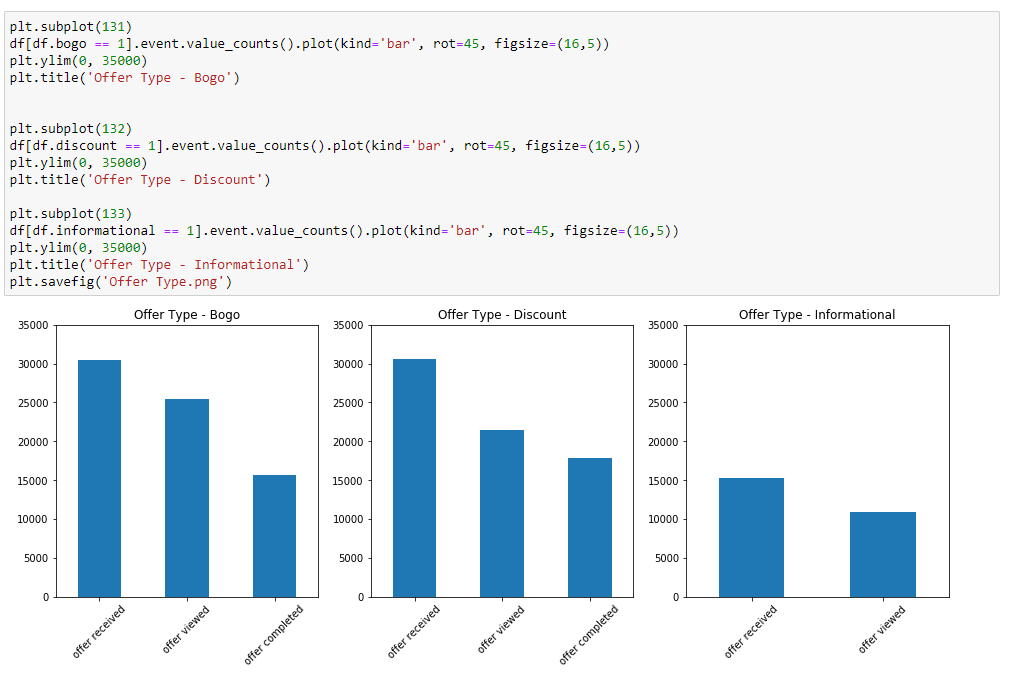 plt.subplot(131)
df[df.bogo == 1].event.value_counts().plot(kind='bar', rot=45, figsize=(16,5))
plt.ylim(0, 35000)
plt.title('Offer Type - Bogo')
plt.subplot(132)
df[df.discount == 1].event.value_counts().plot(kind='bar', rot=45, figsize=(16,5))
plt.ylim(0, 35000)
plt.title('Offer Type - Discount')
plt.subplot(133)
df[df.informational == 1].event.value_counts().plot(kind='bar', rot=45, figsize=(16,5))
plt.ylim(0, 35000)
plt.title('Offer Type - Informational')
plt.savefig('Offer Type.png')
Offer Type - Bogo
35000
30000
25000
20000
15000
10000
5000
0
offer received
offer viewed
offer completed
Offer Type - Discount
35000
30000
25000
20000
15000
10000
5000
0
offer received
offer viewed
offer completed
Offer Type - Informational
35000
30000
25000
20000
15000
10000
5000
0
offer received
offer viewed